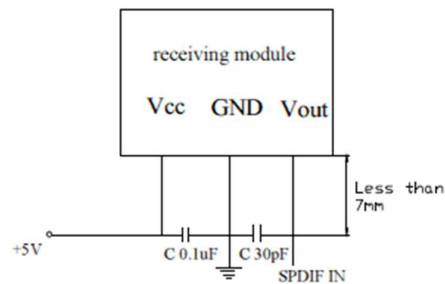 receiving module
Vcc GND Vout
Less than
7mm
+5V
C 0.1uF C 30pF
SPDIF IN